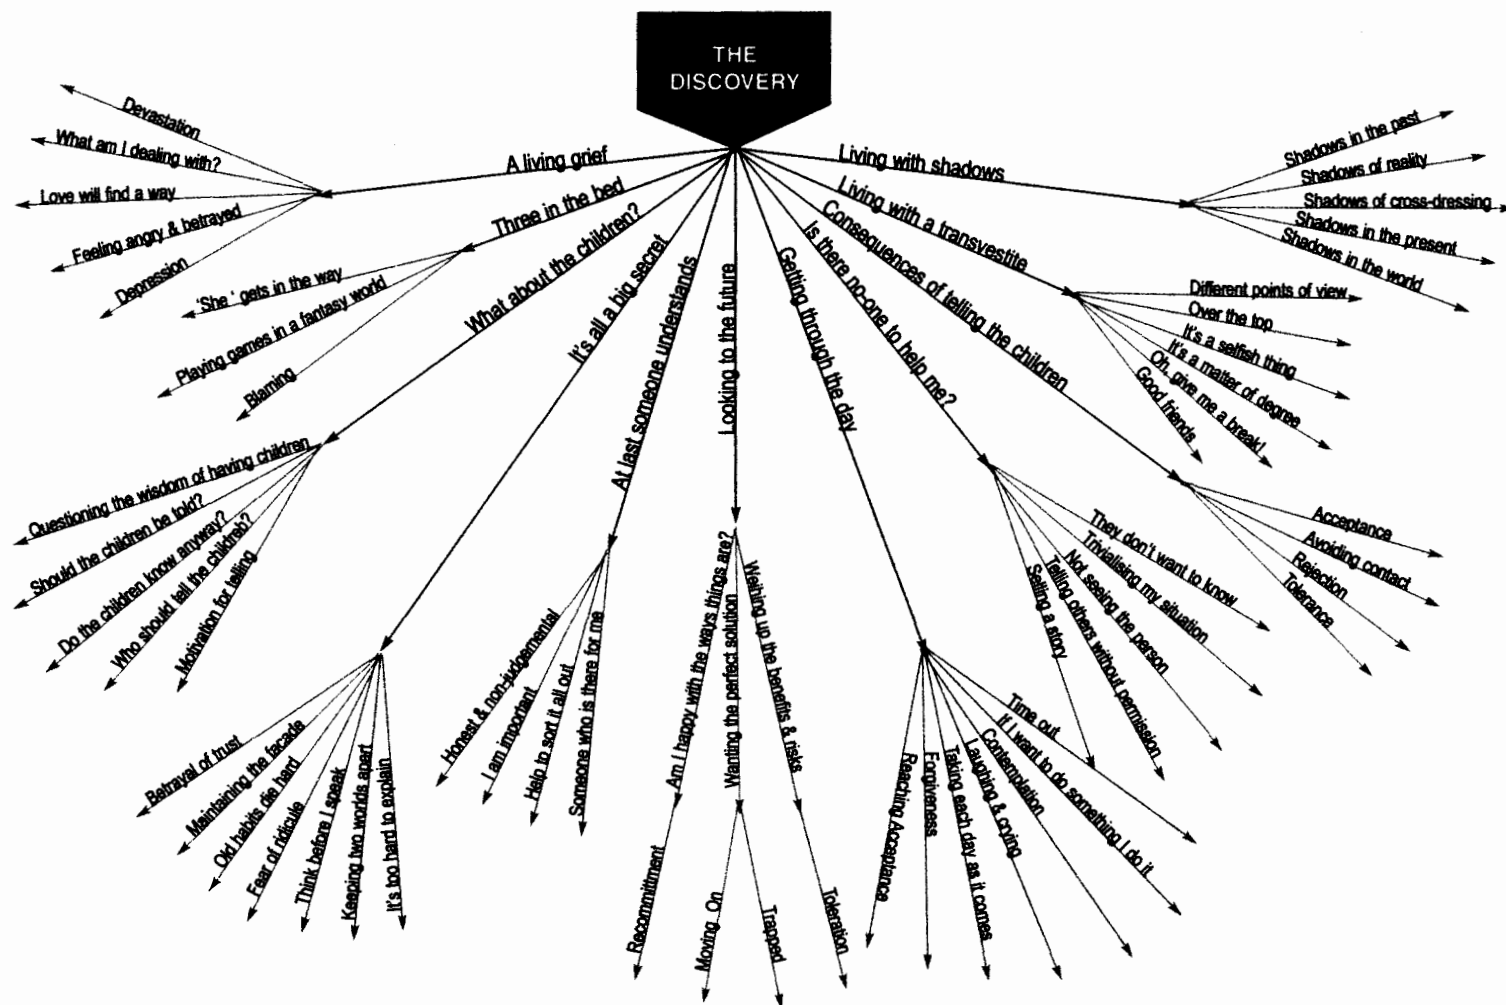 THE
DISCOVERY
A living grief
Devastation
What am I dealing with?
Love will find a way
Feeling angry & betrayed
Depression
Three in the bed
'She ' gets in the way
Playing games in a fantasy world
Blaming
What about the children?
Questioning the wisdom of having children
Should the children be told?
Do the children know anyway?
Who should tell the children?
Motivation for telling
It's all a big secret
Betrayal of trust
Maintaining the facade
Old habits die hard
Fear of ridicule
Think before I speak
Keeping two worlds apart
It's too hard to explain
At last someone understands
Honest & non-judgemental
I am important
Help to sort it all out
Someone who is there for me
Looking to the future
Am I happy with the ways things are?
Wanting the perfect solution
Weihing up the benefits & risks
Recommittment
Moving On
Trapped
Toleration
Getting through the day
Reaching Acceptance
Forgiveness
Taking each day as it comes
Laughing & crying
Contemplation
If I want to do something I do it
Time out
Is there no-one to help me?
They don't want to know
Trivialising my situation
Not seeing the person
Telling others without permission
Selling a story
Consequences of telling the children
Acceptance
Avoiding contact
Rejection
Tolerance
Living with a transvestite
Different points of view
Over the top
It's a selfish thing
It's a matter of degree
Oh, give me a break!
Good friends
Living with shadows
Shadows in the past
Shadows of reality
Shadows of cross-dressing
Shadows in the present
Shadows in the world